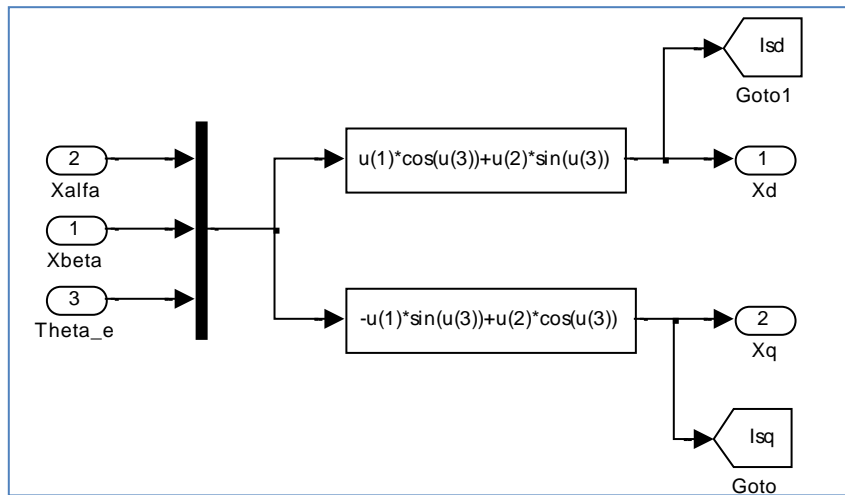 Isd
Goto1
2
Xalfa
u(1)*cos(u(3))+u(2)*sin(u(3))
1
Xd
1
Xbeta
3
Theta_e
-u(1)*sin(u(3))+u(2)*cos(u(3))
2
Xq
Isq
Goto